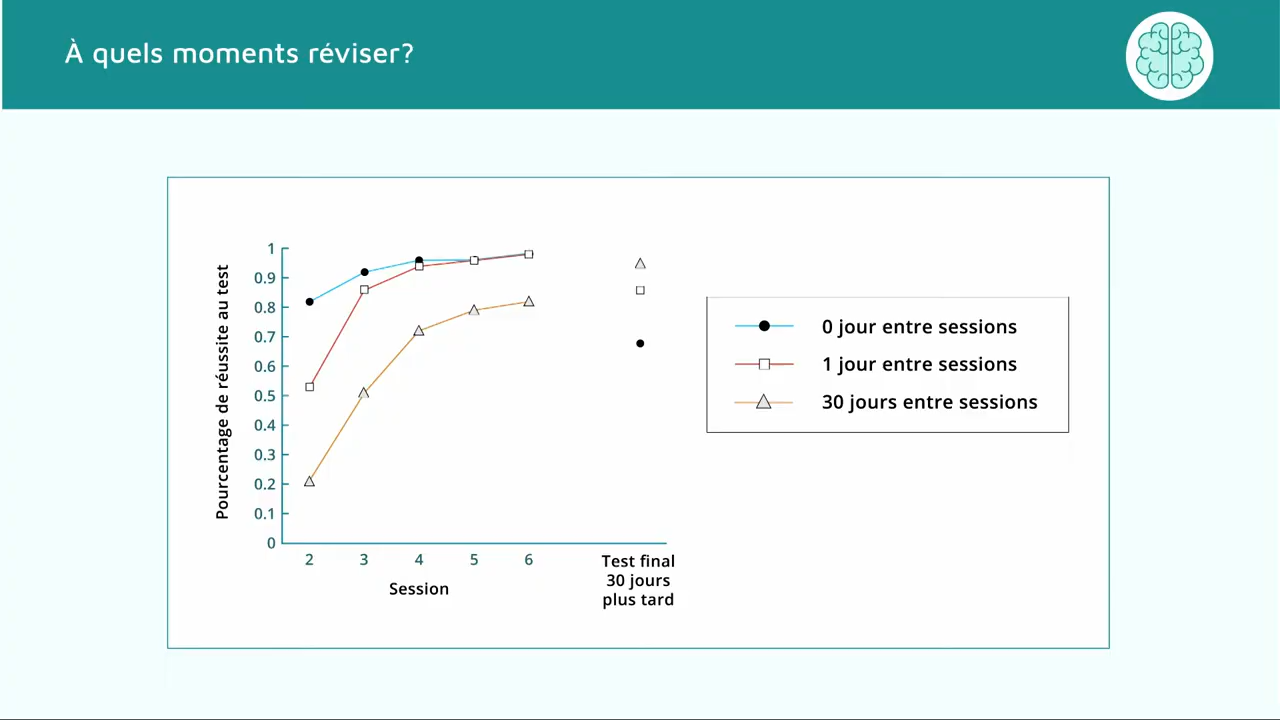 À quels moments réviser?
Pourcentage de réussite au test
1
0.9
0.8
0.7
0.6
0.5
0.4
0.3
0.2
0.1
0
2 3 4 5 6
Session
Test final
30 jours
plus tard
0 jour entre sessions
1 jour entre sessions
30 jours entre sessions